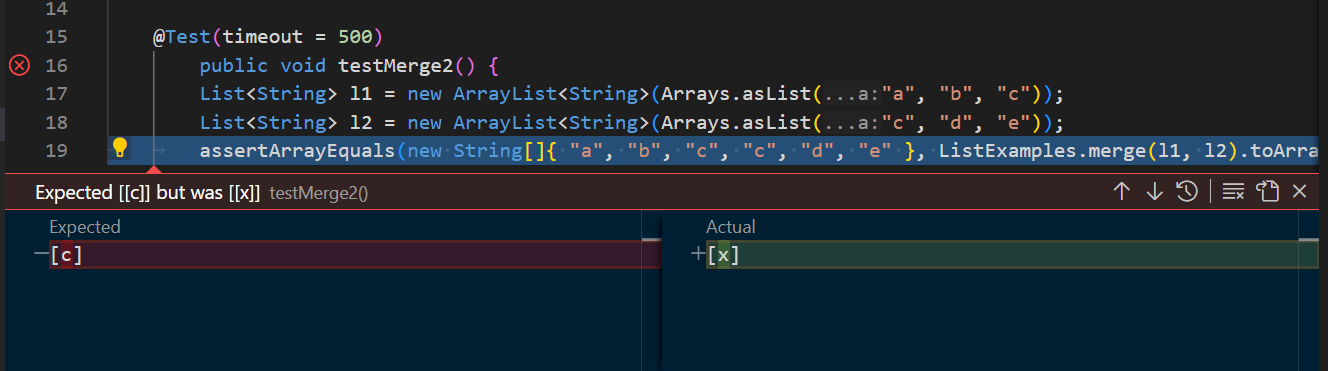 14
15 @Test(timeout = 500)
16 public void testMerge2() {
17 List<String> l1 = new ArrayList<String>(Arrays.asList(...a:"a", "b", "c"));
18 List<String> l2 = new ArrayList<String>(Arrays.asList(...a:"c", "d", "e"));
19 assertArrayEquals(new String[]{ "a", "b", "c", "c", "d", "e" }, ListExamples.merge(l1, l2).toArra
Expected [[c]] but was [[x]] testMerge2()
Expected Actual
−[c] +[x]